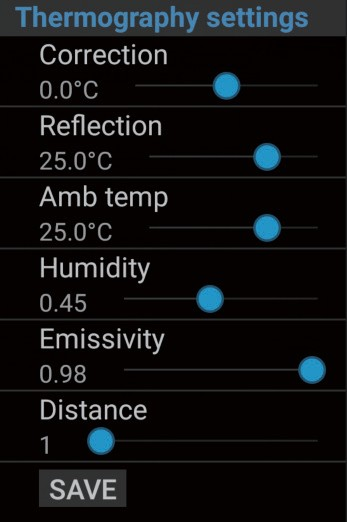 Thermography settings
Correction
0.0°C
Reflection
25.0°C
Amb temp
25.0°C
Humidity
0.45
Emissivity
0.98
Distance
1
SAVE